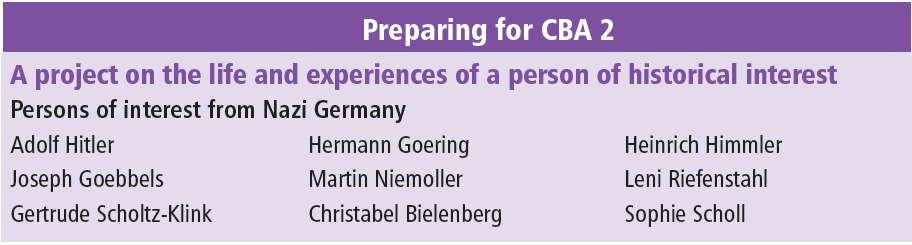 Preparing for CBA 2
A project on the life and experiences of a person of historical interest
Persons of interest from Nazi Germany
Adolf Hitler Hermann Goering Heinrich Himmler
Joseph Goebbels Martin Niemoller Leni Riefenstahl
Gertrude Scholtz-Klink Christabel Bielenberg Sophie Scholl